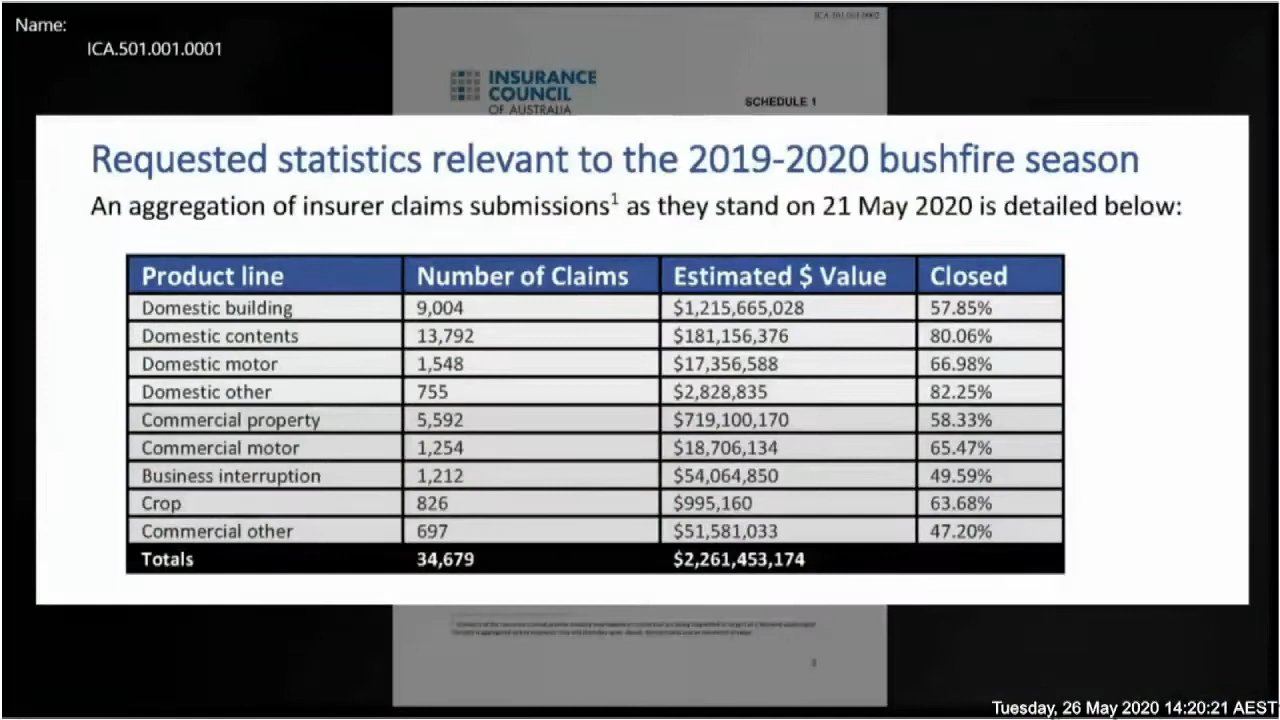 Name:
ICA.501.001.0001
ICA.501.001.0002
INSURANCE
COUNCIL
OF AUSTRALIA
SCHEDULE 1
Requested statistics relevant to the 2019-2020 bushfire season
An aggregation of insurer claims submissions1 as they stand on 21 May 2020 is detailed below:
Product line Number of Claims Estimated $ Value Closed
Domestic building 9,004 $1,215,665,028 57.85%
Domestic contents 13,792 $181,156,376 80.06%
Domestic motor 1,548 $17,356,588 66.98%
Domestic other 755 $2,828,835 82.25%
Commercial property 5,592 $719,100,170 58.33%
Commercial motor 1,254 $18,706,134 65.47%
Business interruption 1,212 $54,064,850 49.59%
Crop 826 $995,160 63.68%
Commercial other 697 $51,581,033 47.20%
Totals 34,679 $2,261,453,174
Tuesday, 26 May 2020 14:20:21 AEST